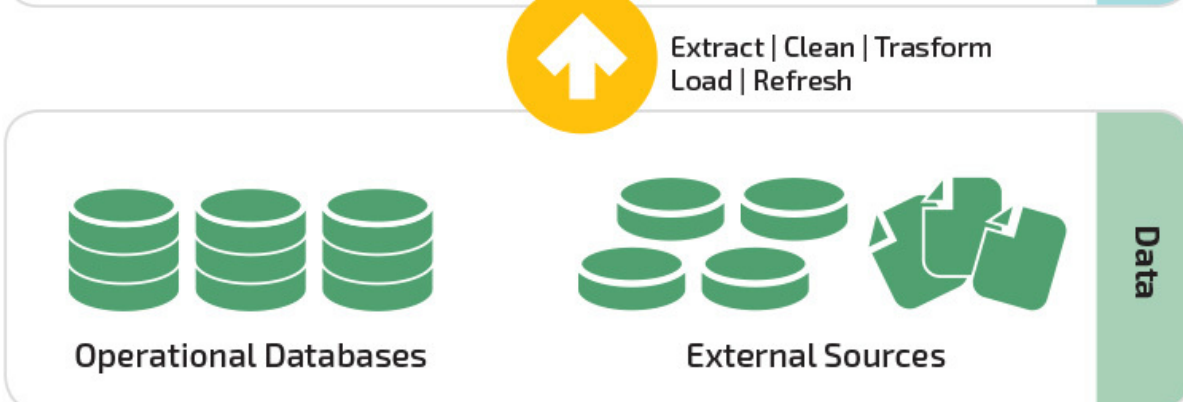 Extract | Clean | Trasform
Load | Refresh
Data
Operational Databases
External Sources